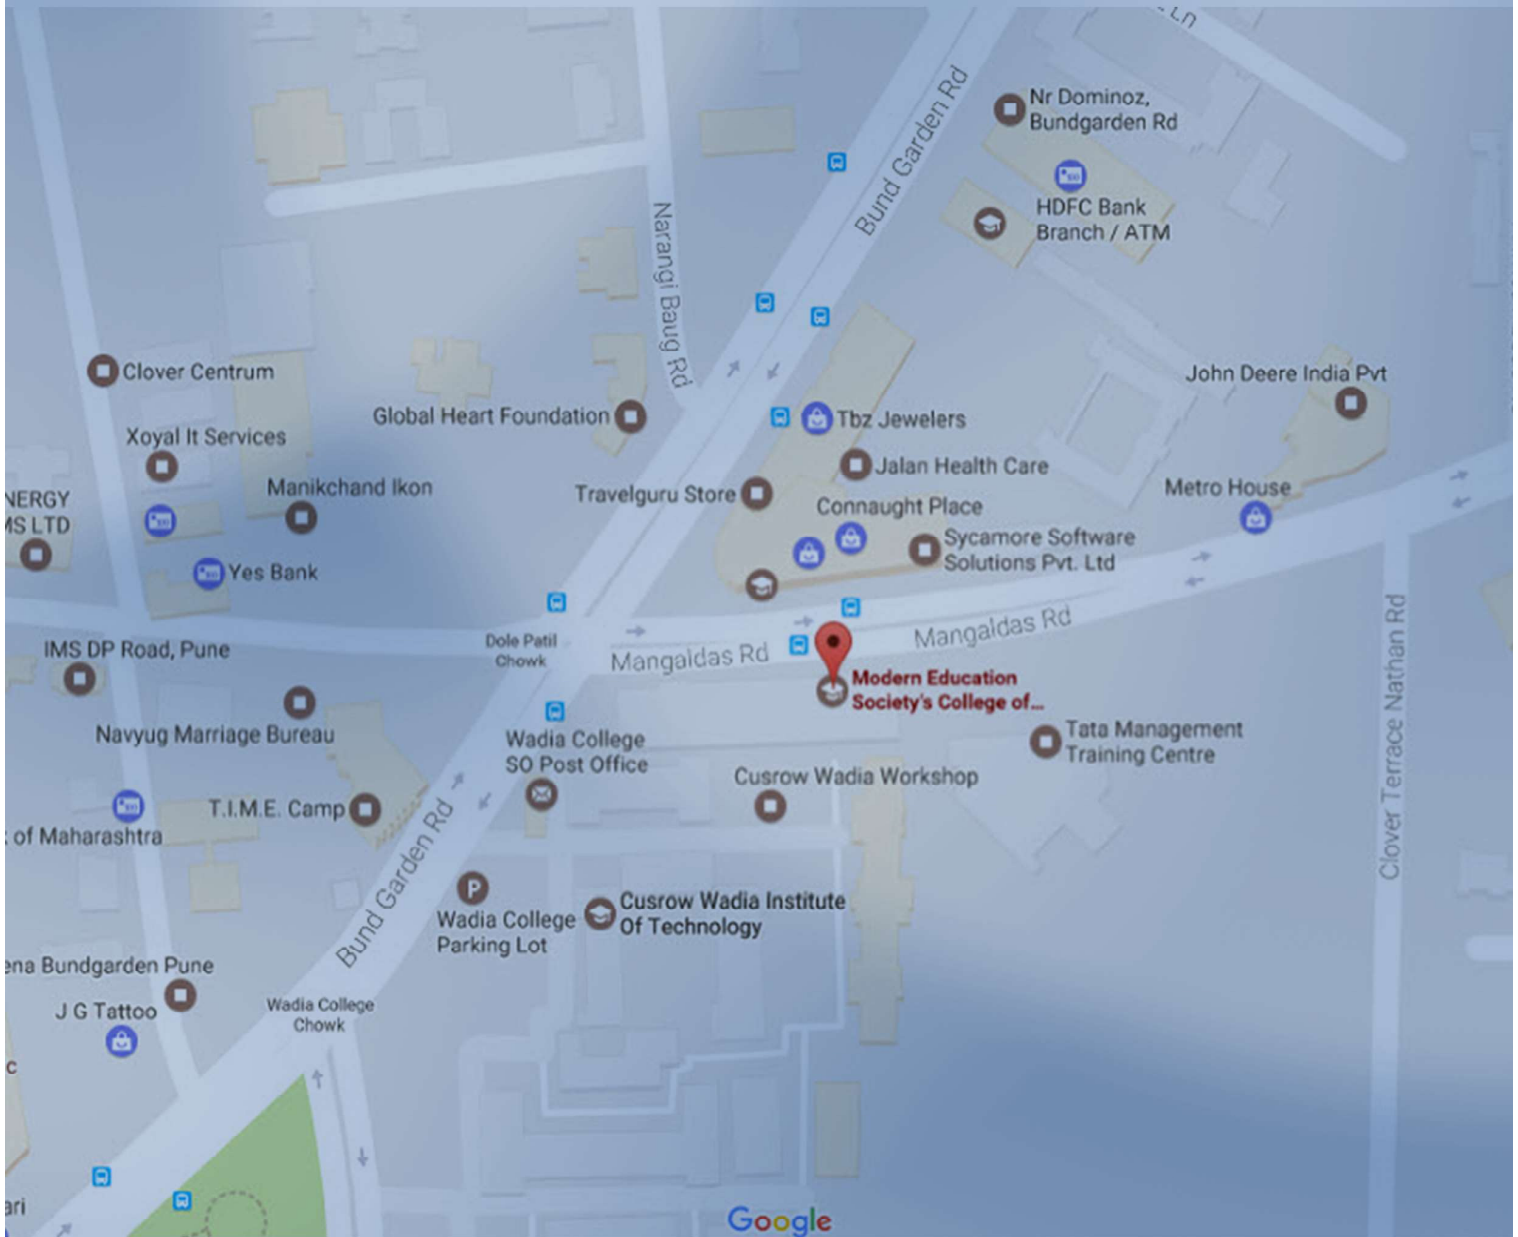 Ln
Nr Dominoz,
Bundgarden Rd
Bund Garden Rd
HDFC Bank
Branch / ATM
Narangi Baug Rd
Clover Centrum
John Deere India Pvt
Global Heart Foundation
Tbz Jewelers
Xoyal It Services
Jalan Health Care
Manikchand Ikon
Travelguru Store
Metro House
NERGY
MS LTD
Connaught Place
Sycamore Software
Solutions Pvt. Ltd
Yes Bank
Dole Patil
Chowk
Mangaldas Rd
Mangaldas Rd
IMS DP Road, Pune
Modern Education
Society's College of...
Clover Terrace Nathan Rd
Navyug Marriage Bureau
Wadia College
SO Post Office
Tata Management
Training Centre
Cusrow Wadia Workshop
T.I.M.E. Camp
of Maharashtra
Bund Garden Rd
P
Wadia College
Parking Lot
Cusrow Wadia Institute
Of Technology
ena Bundgarden Pune
J G Tattoo
Wadia College
Chowk
c
ari
Google